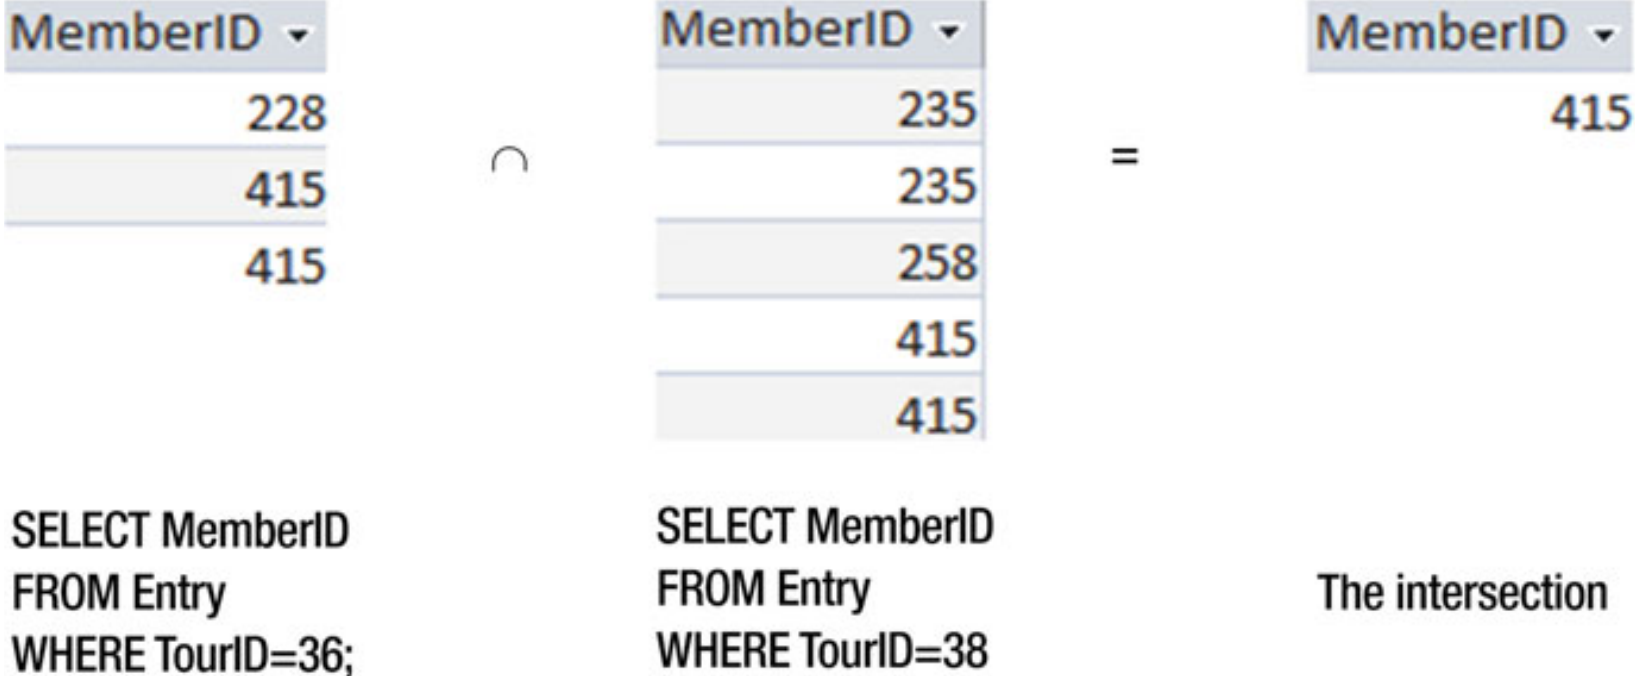 MemberID
228
415
415
∩
MemberID
235
235
258
415
415
=
MemberID
415
SELECT MemberID
FROM Entry
WHERE TourID=36;
SELECT MemberID
FROM Entry
WHERE TourID=38
The intersection